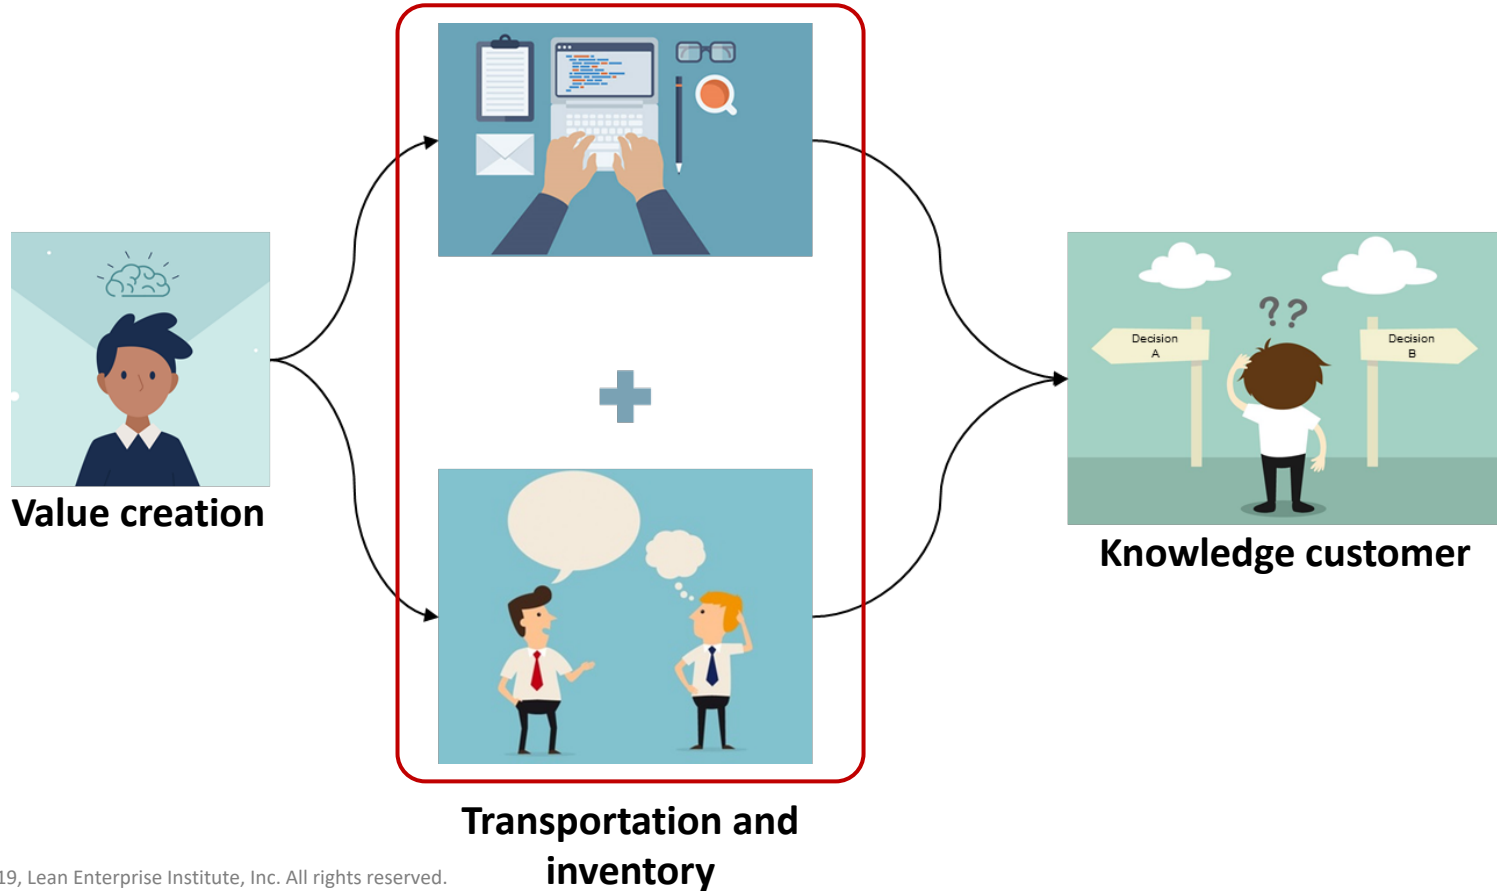 Value creation
Decision
A
Decision
B
??
Knowledge customer
Transportation and
inventory
19, Lean Enterprise Institute, Inc. All rights reserved.